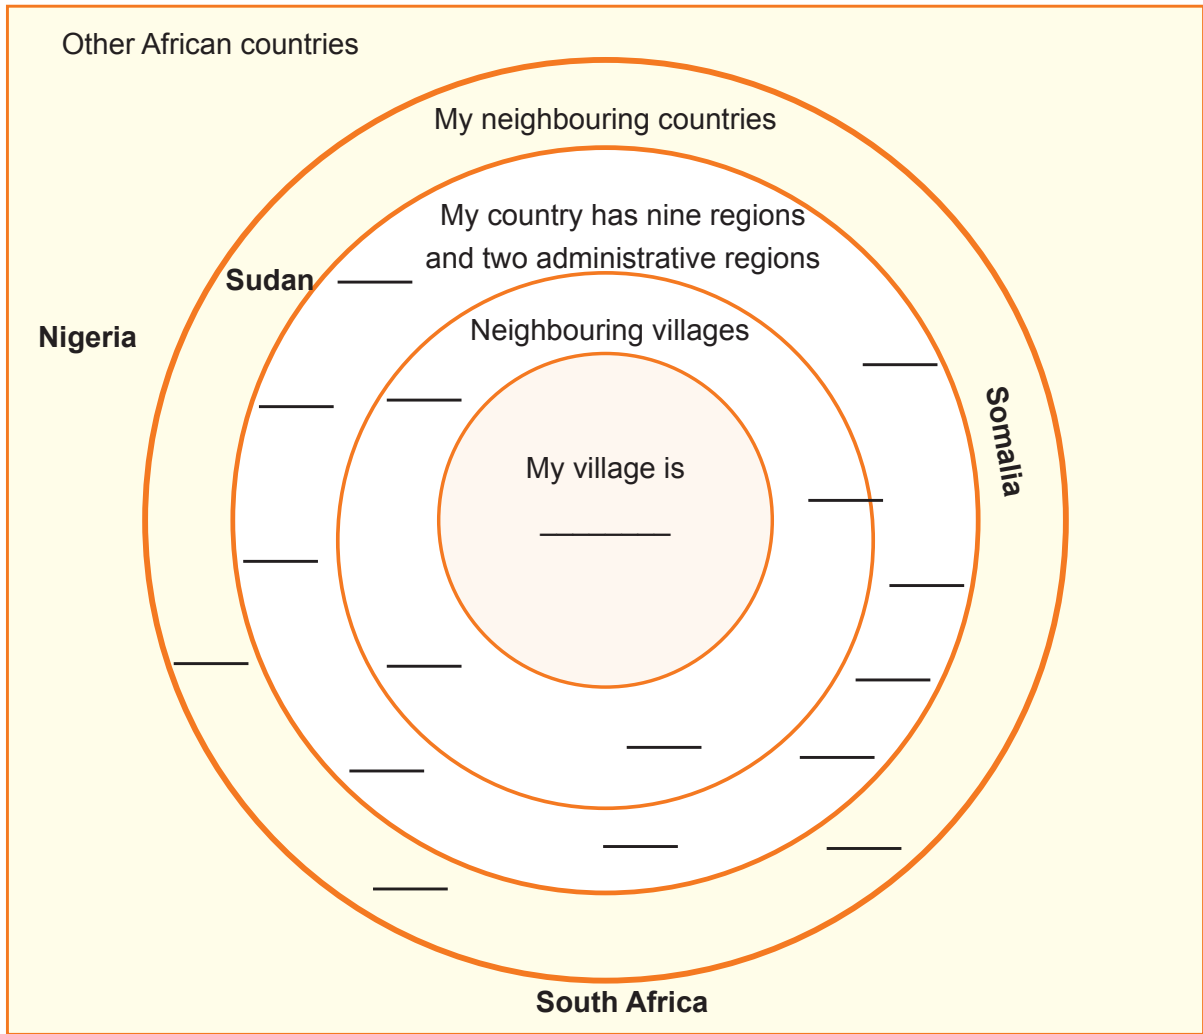 Other African countries
My neighbouring countries
My country has nine regions
and two administrative regions
Sudan
Nigeria
Neighbouring villages
Somalia
My village is
South Africa